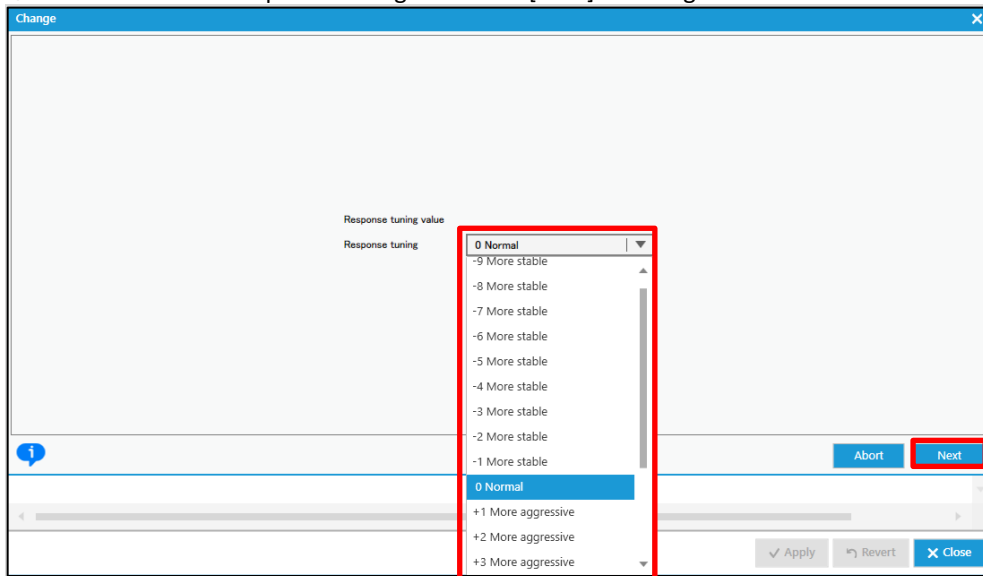 Change
Response tuning value
Response tuning
0 Normal
-9 More stable
-8 More stable
-7 More stable
-6 More stable
-5 More stable
-4 More stable
-3 More stable
-2 More stable
-1 More stable
0 Normal
+1 More aggressive
+2 More aggressive
+3 More aggressive
Abort Next
Apply Revert Close